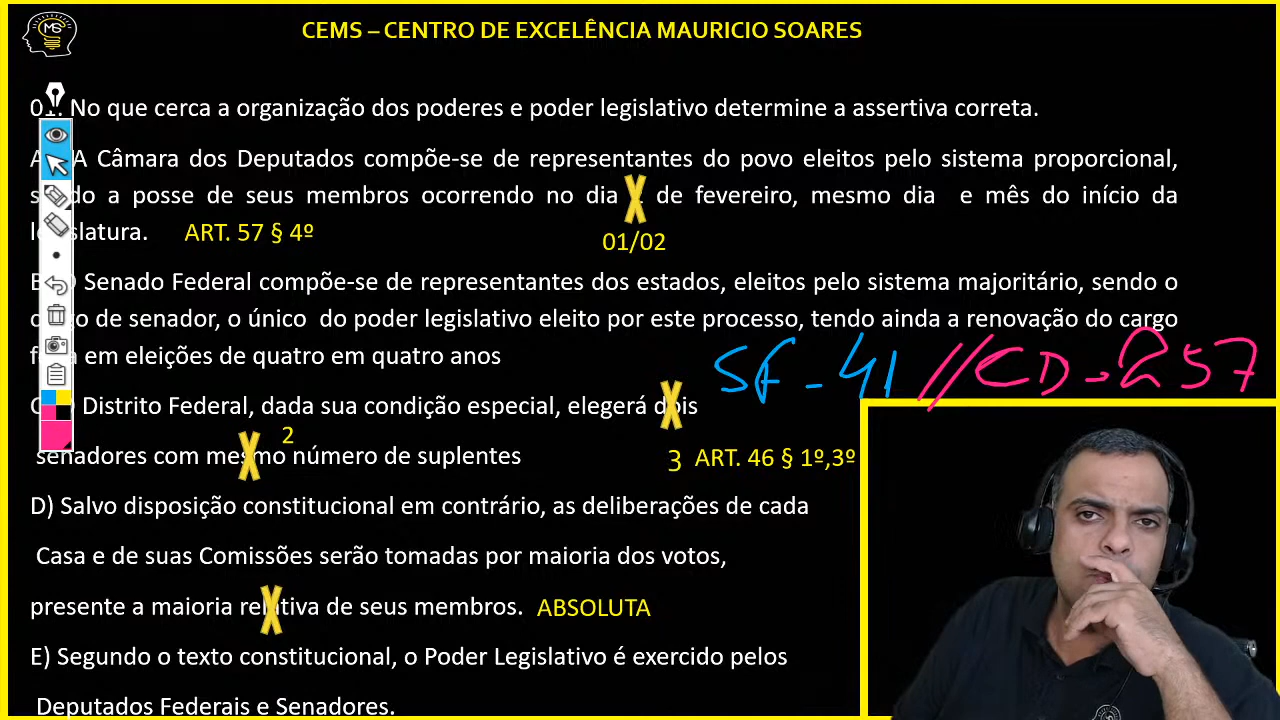 CEMS – CENTRO DE EXCELÊNCIA MAURICIO SOARES
MS
01. No que cerca a organização dos poderes e poder legislativo determine a assertiva correta.
A Câmara dos Deputados compõe-se de representantes do povo eleitos pelo sistema proporcional,
a posse de seus membros ocorrendo no dia de fevereiro, mesmo dia e mês do início da
ART. 57 § 4º
01/02
Senado Federal compõe-se de representantes dos estados, eleitos pelo sistema majoritário, sendo o
de senador, o único do poder legislativo eleito por este processo, tendo ainda a renovação do cargo
em eleições de quatro em quatro anos
SF - 41 // CD - 257
Distrito Federal, dada sua condição especial, elegerá dois
2
senadores com mesmo número de suplentes
3 ART. 46 § 1º,3º
D) Salvo disposição constitucional em contrário, as deliberações de cada
Casa e de suas Comissões serão tomadas por maioria dos votos,
presente a maioria relativa de seus membros. ABSOLUTA
E) Segundo o texto constitucional, o Poder Legislativo é exercido pelos
Deputados Federais e Senadores.